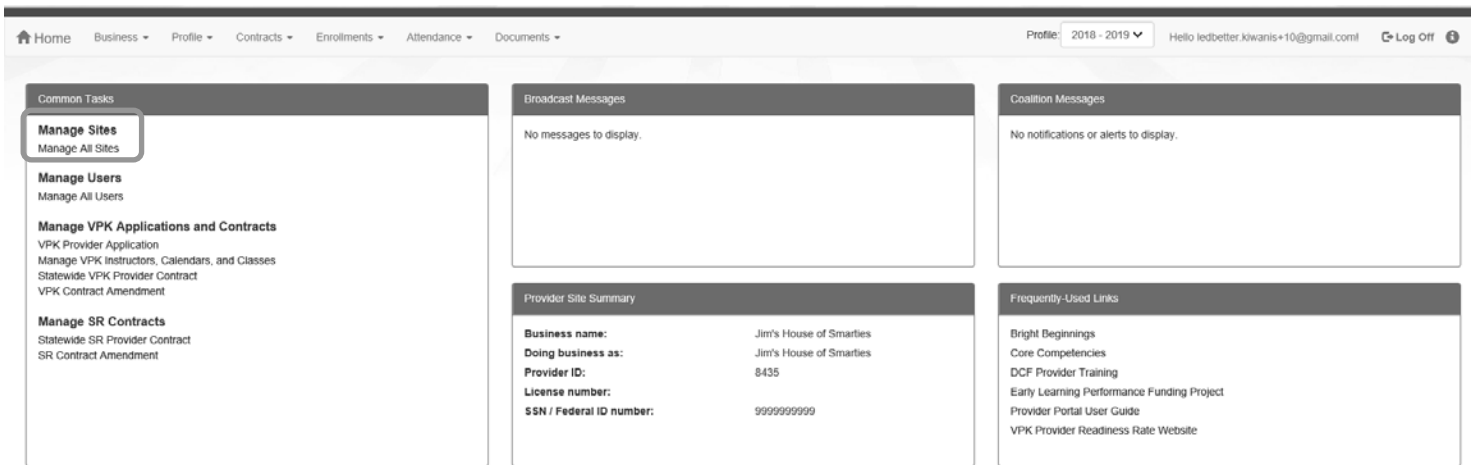 Home Business Profile Contracts Enrollments Attendance Documents Profile: 2018 - 2019 Hello ledbetter.kiwanis+10@gmail.com! Log Off
Common Tasks
Manage Sites
Manage All Sites
Manage Users
Manage All Users
Manage VPK Applications and Contracts
VPK Provider Application
Manage VPK Instructors, Calendars, and Classes
Statewide VPK Provider Contract
VPK Contract Amendment
Manage SR Contracts
Statewide SR Provider Contract
SR Contract Amendment
Broadcast Messages
No messages to display.
Coalition Messages
No notifications or alerts to display.
Provider Site Summary
Business name: Jim's House of Smarties
Doing business as: Jim's House of Smarties
Provider ID: 8435
License number:
SSN / Federal ID number: 9999999999
Frequently-Used Links
Bright Beginnings
Core Competencies
DCF Provider Training
Early Learning Performance Funding Project
Provider Portal User Guide
VPK Provider Readiness Rate Website